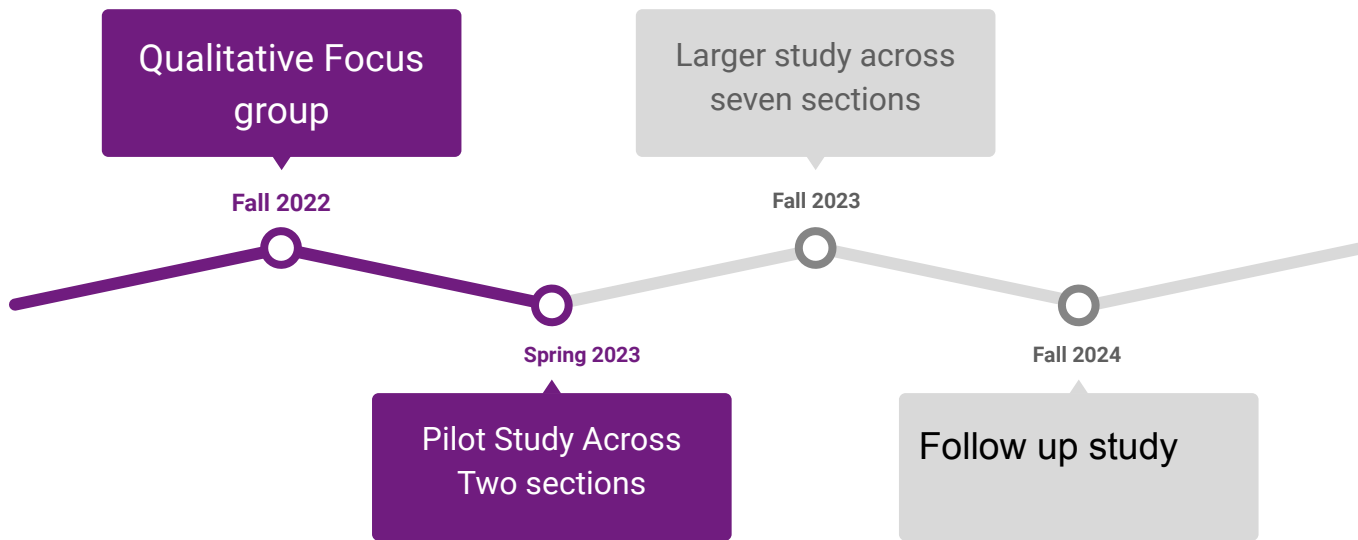 Qualitative Focus
group
Fall 2022
Spring 2023
Pilot Study Across
Two sections
Larger study across
seven sections
Fall 2023
Fall 2024
Follow up study